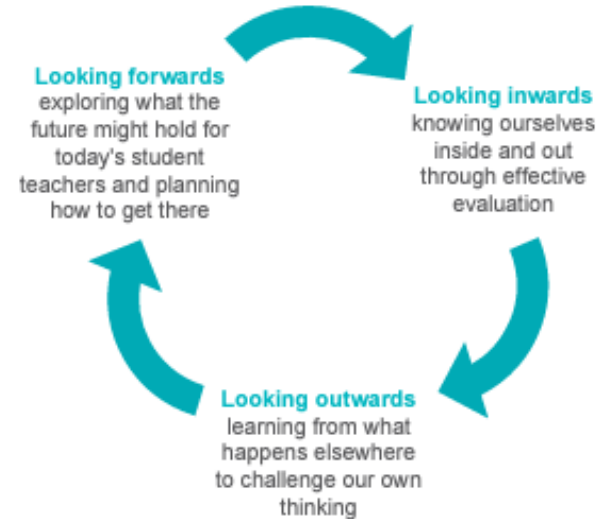 Looking forwards
exploring what the
future might hold for
today's student
teachers and planning
how to get there
Looking inwards
knowing ourselves
inside and out
through effective
evaluation
Looking outwards
learning from what
happens elsewhere
to challenge our own
thinking